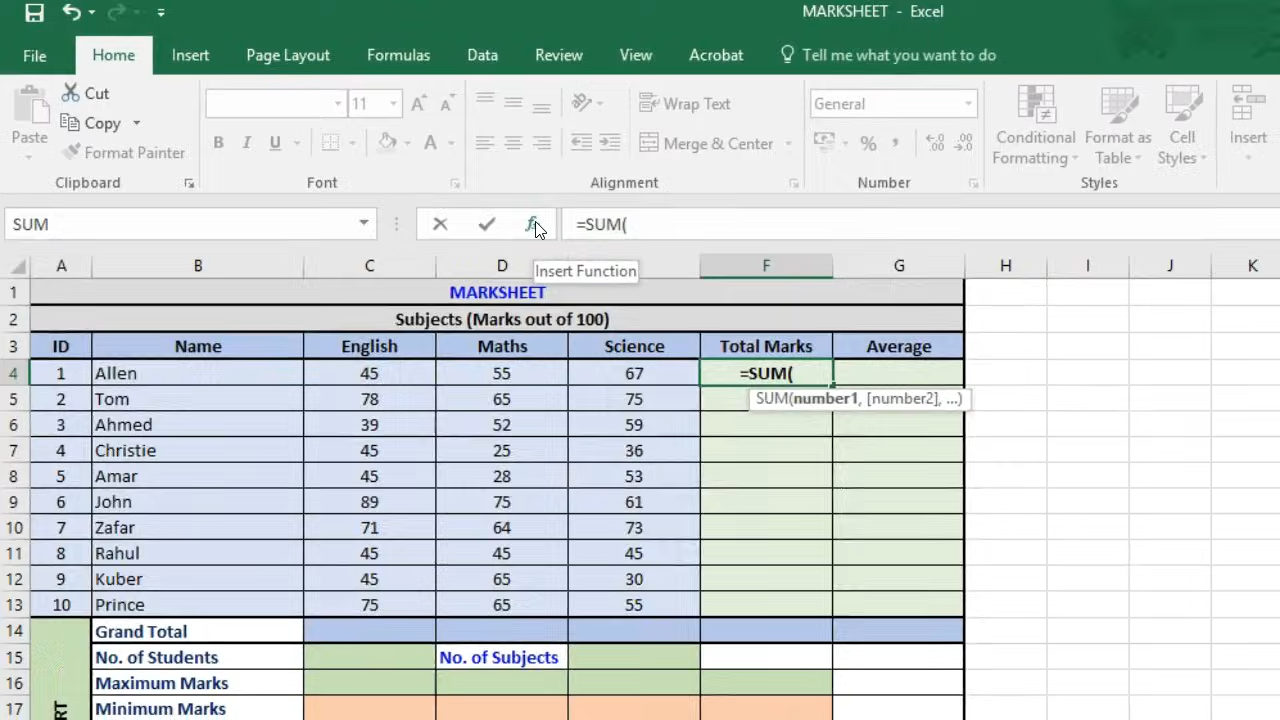 MARKSHEET - Excel
File Home Insert Page Layout Formulas Data Review View Acrobat Tell me what you want to do
Cut
Copy
Format Painter
Paste
Clipboard
11
B I U A
Font
Wrap Text
Merge & Center
Alignment
General
%
Number
Conditional Formatting
Format as Table
Cell Styles
Styles
Insert
SUM =SUM(
Insert Function
A B C D F G H I J K
1 MARKSHEET
2 Subjects (Marks out of 100)
3 ID Name English Maths Science Total Marks Average
4 1 Allen 45 55 67 =SUM(
SUM(number1, [number2], ...)
5 2 Tom 78 65 75
6 3 Ahmed 39 52 59
7 4 Christie 45 25 36
8 5 Amar 45 28 53
9 6 John 89 75 61
10 7 Zafar 71 64 73
11 8 Rahul 45 45 45
12 9 Kuber 45 65 30
13 10 Prince 75 65 55
14 Grand Total
15 No. of Students No. of Subjects
16 Maximum Marks
17 Minimum Marks